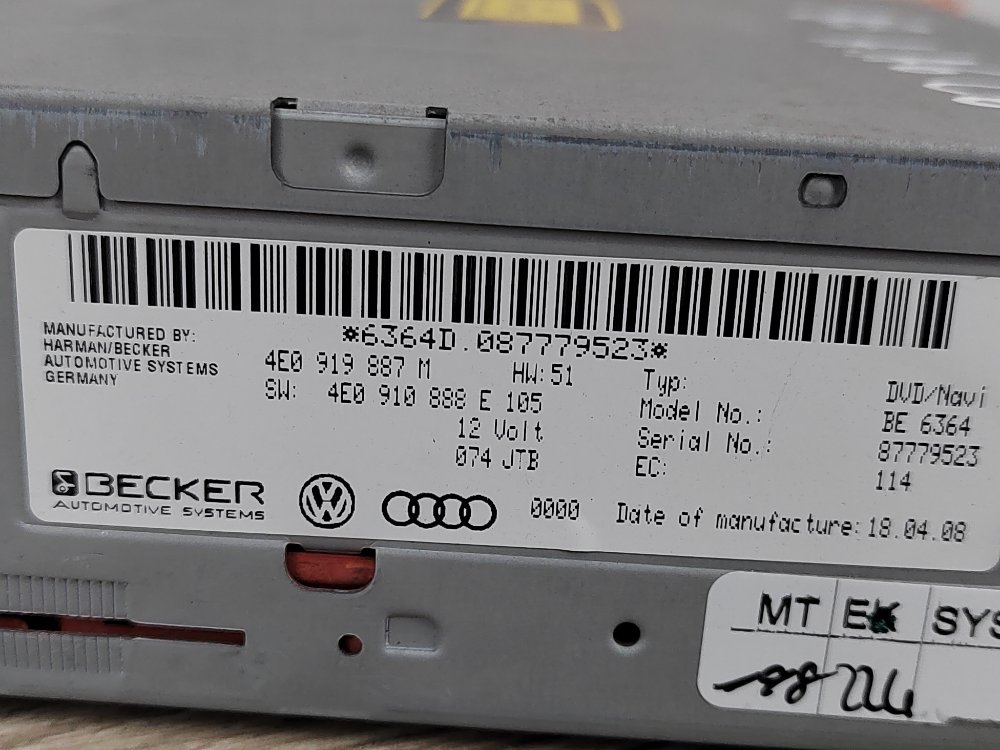 *6364D.087779523*
MANUFACTURED BY:
HARMAN/BECKER
AUTOMOTIVE SYSTEMS
GERMANY
4E0 919 887 M HW:51
SW: 4E0 910 888 E 105
12 Volt
074 JTB
Typ: DVD/Navi
Model No.: BE 6364
Serial No.: 87779523
EC: 114
BECKER
AUTOMOTIVE SYSTEMS
0000 Date of manufacture: 18.04.08
MT EK SYS